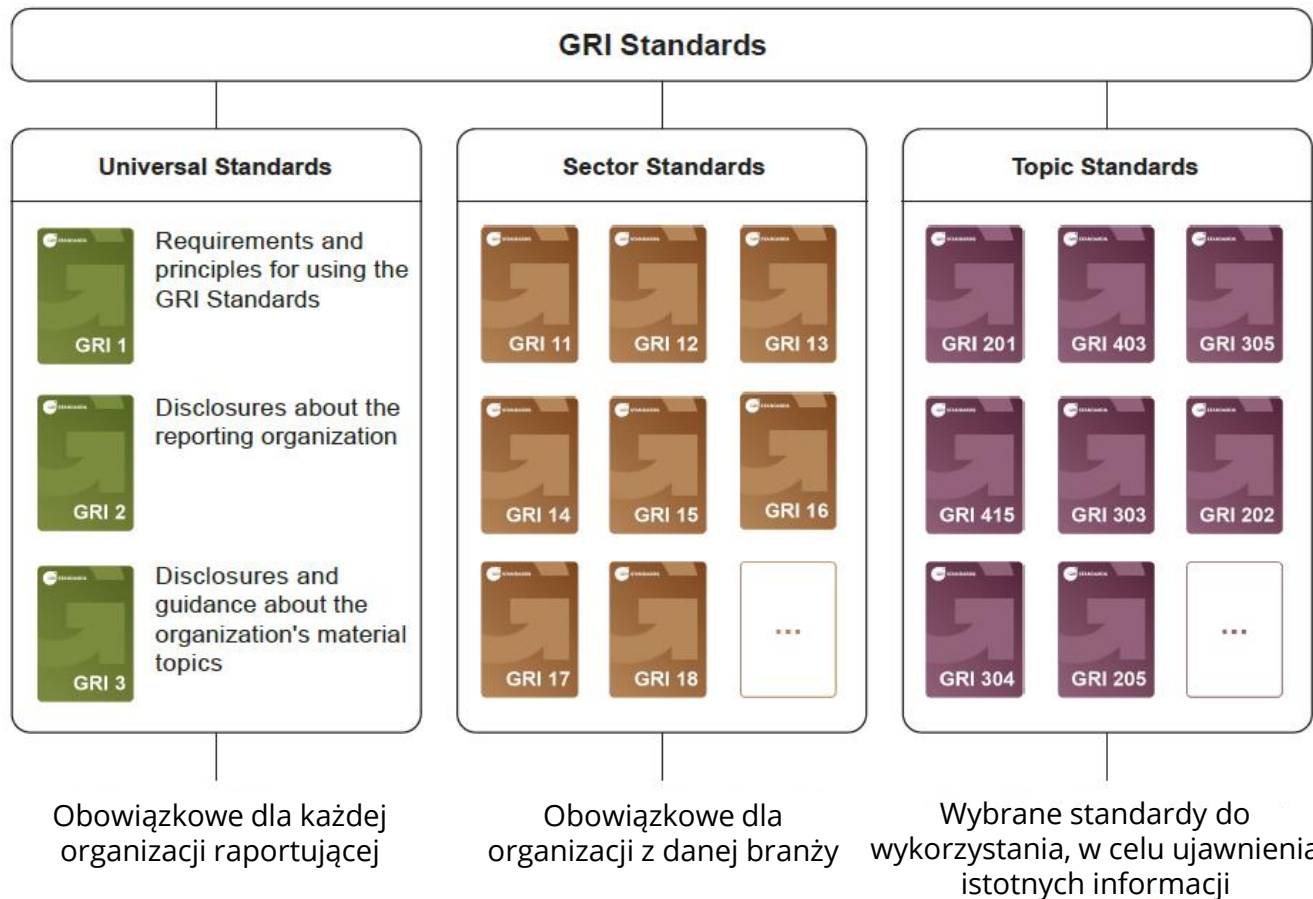 GRI Standards
Universal Standards
GRI 1
Requirements and
principles for using the
GRI Standards
GRI 2
Disclosures about the
reporting organization
GRI 3
Disclosures and
guidance about the
organization's material
topics
Obowiązkowe dla każdej
organizacji raportującej
Sector Standards
GRI 11
GRI 12
GRI 13
GRI 14
GRI 15
GRI 16
GRI 17
GRI 18
...
Obowiązkowe dla
organizacji z danej branży
Topic Standards
GRI 201
GRI 403
GRI 305
GRI 415
GRI 303
GRI 202
GRI 304
GRI 205
...
Wybrane standardy do
wykorzystania, w celu ujawnienia
istotnych informacji